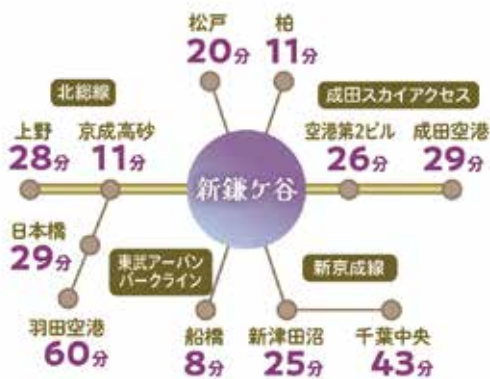 松戸
20分
柏
11分
北総線
成田スカイアクセス
上野
28分
京成高砂
11分
新鎌ケ谷
空港第2ビル
26分
成田空港
29分
日本橋
29分
東武アーバン
パークライン
新京成線
羽田空港
60分
船橋
8分
新津田沼
25分
千葉中央
43分